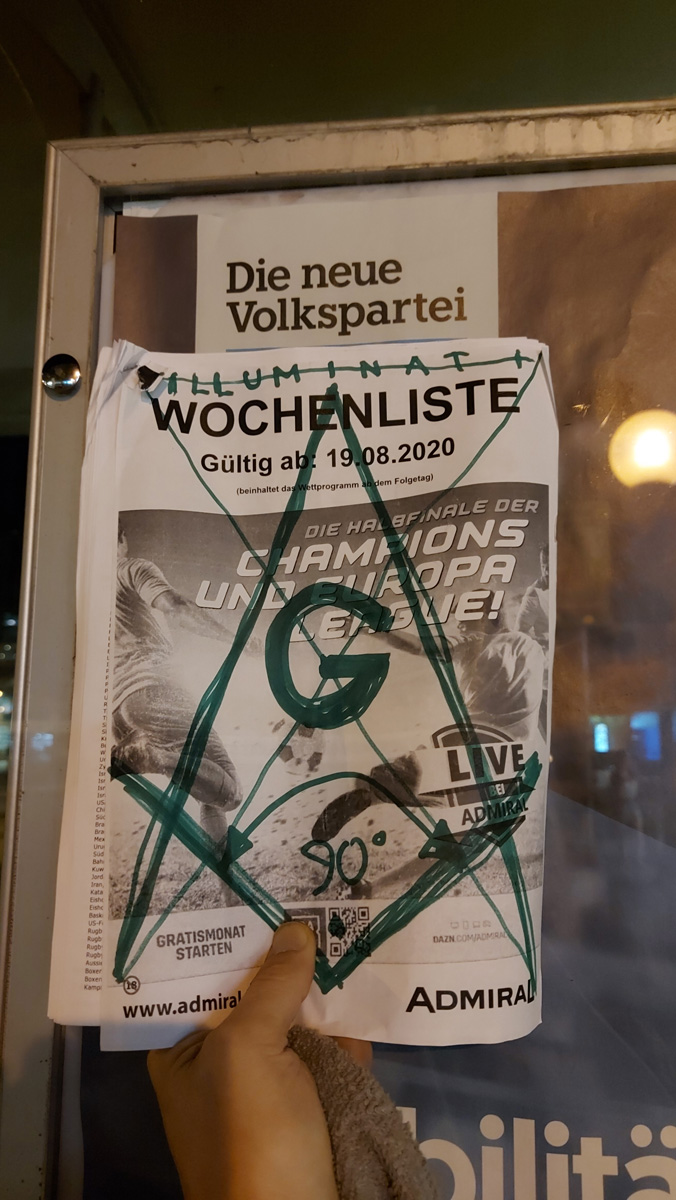 Die neue
Volkspartei
ILLUMINATI
WOCHENLISTE
Gültig ab: 19.08.2020
(beinhaltet das Wettprogramm ab dem Folgetag)
DIE HALBFINALE DER
CHAMPIONS
UND EUROPA
LEAGUE!
G
LIVE
BEI
ADMIRAL
90°
GRATISMONAT
STARTEN
DAZN.COM/ADMIRAL
18
www.admiral
ADMIRAL
bilitä